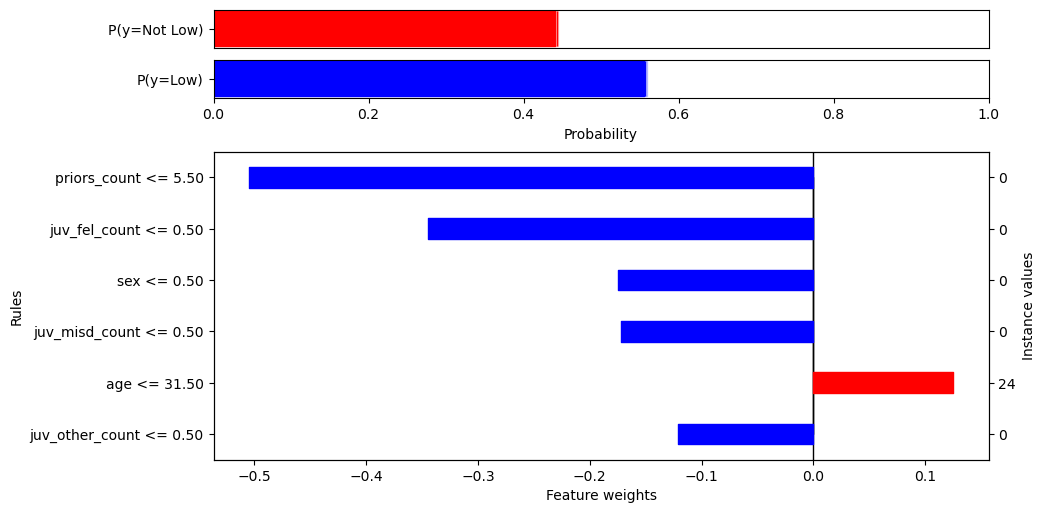 P(y=Not Low)
P(y=Low)
0.0 0.2 0.4 0.6 0.8 1.0
Probability
priors_count <= 5.50 0
juv_fel_count <= 0.50 0
sex <= 0.50 0
juv_misd_count <= 0.50 0
age <= 31.50 24
juv_other_count <= 0.50 0
Rules
Instance values
−0.5 −0.4 −0.3 −0.2 −0.1 0.0 0.1
Feature weights